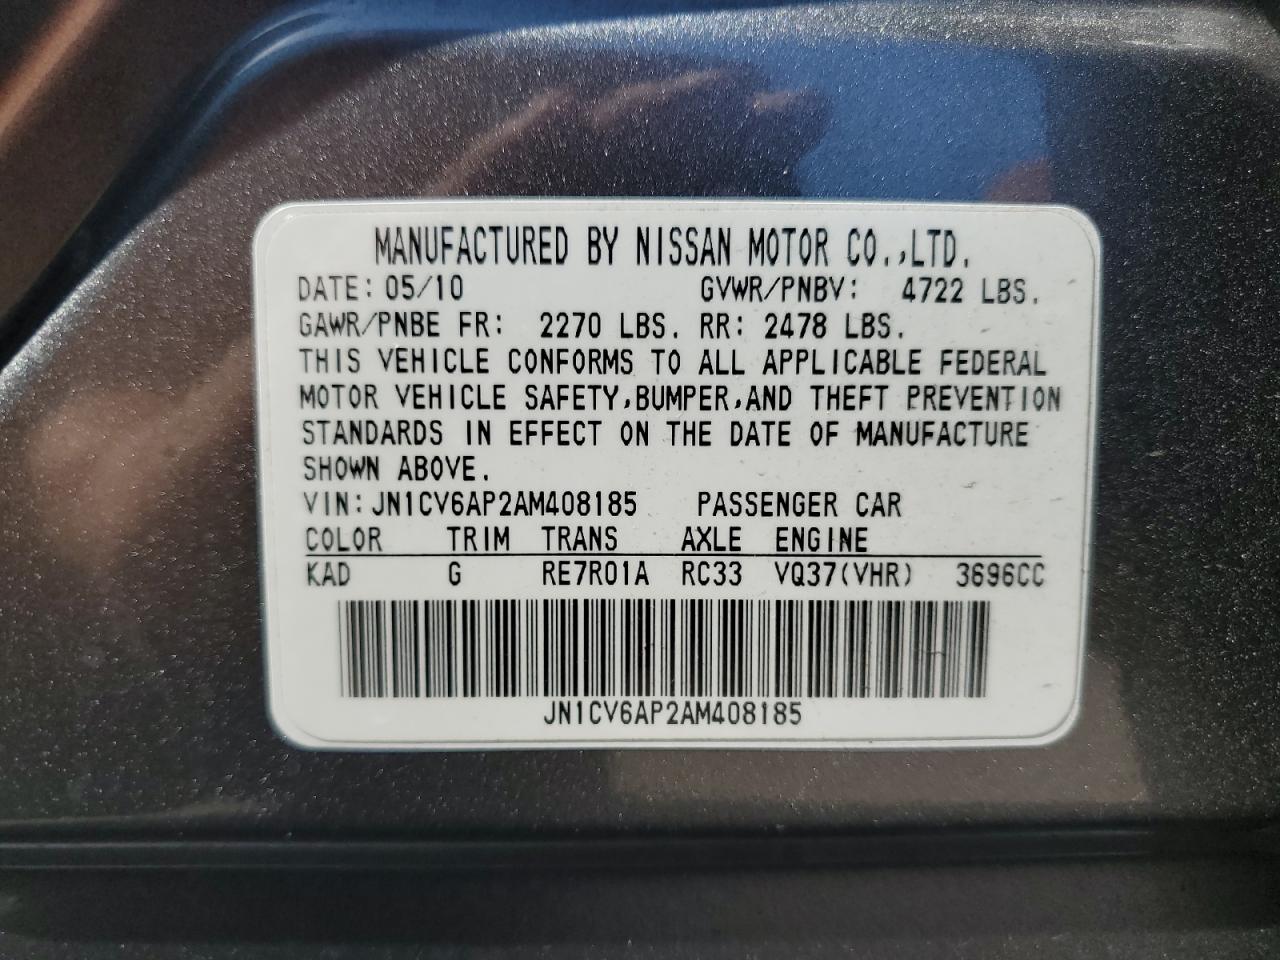 MANUFACTURED BY NISSAN MOTOR CO.,LTD.
DATE: 05/10 GVWR/PNBV: 4722 LBS.
GAWR/PNBE FR: 2270 LBS. RR: 2478 LBS.
THIS VEHICLE CONFORMS TO ALL APPLICABLE FEDERAL
MOTOR VEHICLE SAFETY,BUMPER,AND THEFT PREVENTION
STANDARDS IN EFFECT ON THE DATE OF MANUFACTURE
SHOWN ABOVE.
VIN: JN1CV6AP2AM408185 PASSENGER CAR
COLOR TRIM TRANS AXLE ENGINE
KAD G RE7R01A RC33 VQ37(VHR) 3696CC
JN1CV6AP2AM408185